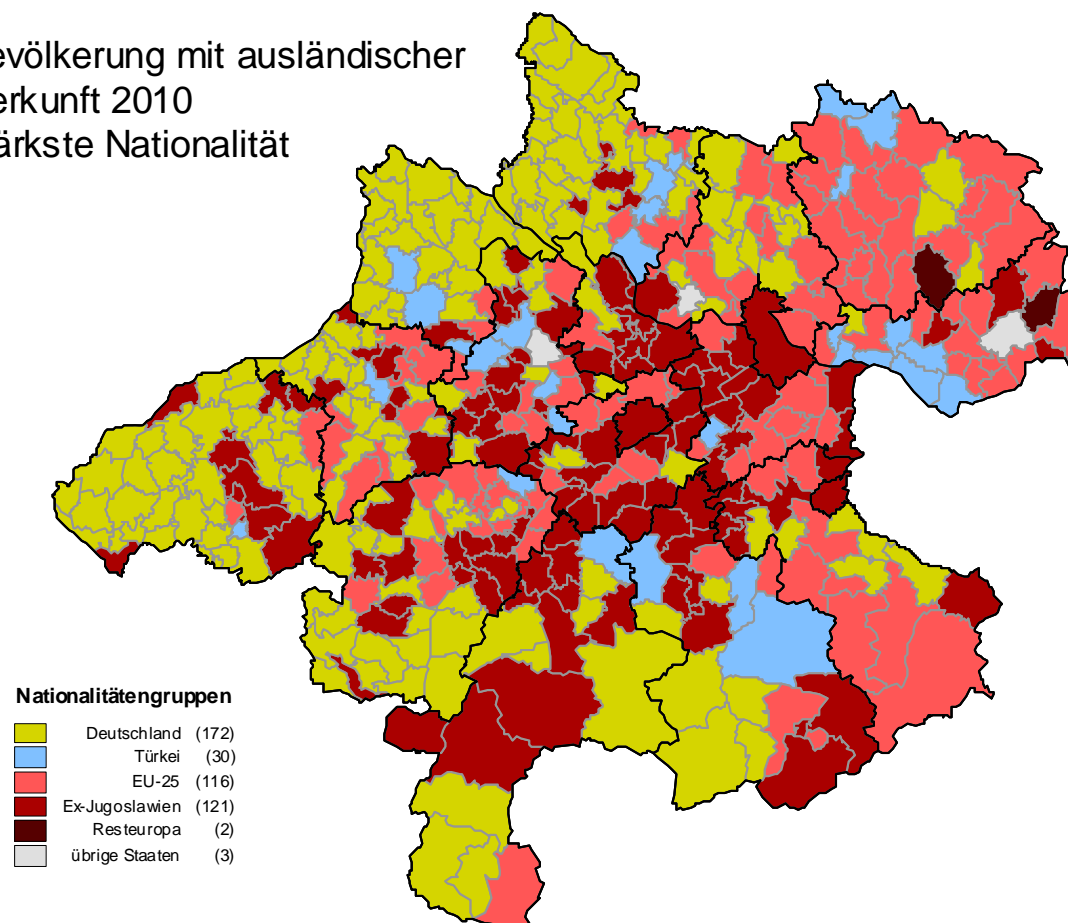 evölkerung mit ausländischer
erkunft 2010
ärkste Nationalität
Nationalitätengruppen
Deutschland (172)
Türkei (30)
EU-25 (116)
Ex-Jugoslawien (121)
Resteuropa (2)
übrige Staaten (3)